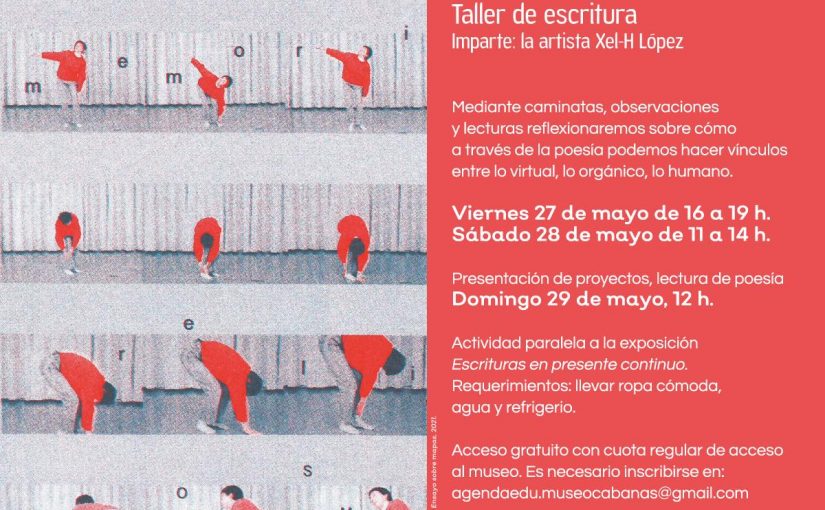 m e m o r i
e
r l i
o s
Ensayo sobre mapas, 2021.
Taller de escritura
Imparte: la artista Xel-H López
Mediante caminatas, observaciones
y lecturas reflexionaremos sobre cómo
a través de la poesía podemos hacer vínculos
entre lo virtual, lo orgánico, lo humano.
Viernes 27 de mayo de 16 a 19 h.
Sábado 28 de mayo de 11 a 14 h.
Presentación de proyectos, lectura de poesía
Domingo 29 de mayo, 12 h.
Actividad paralela a la exposición
Escrituras en presente continuo.
Requerimientos: llevar ropa cómoda,
agua y refrigerio.
Acceso gratuito con cuota regular de acceso
al museo. Es necesario inscribirse en:
agendaedu.museocabanas@gmail.com